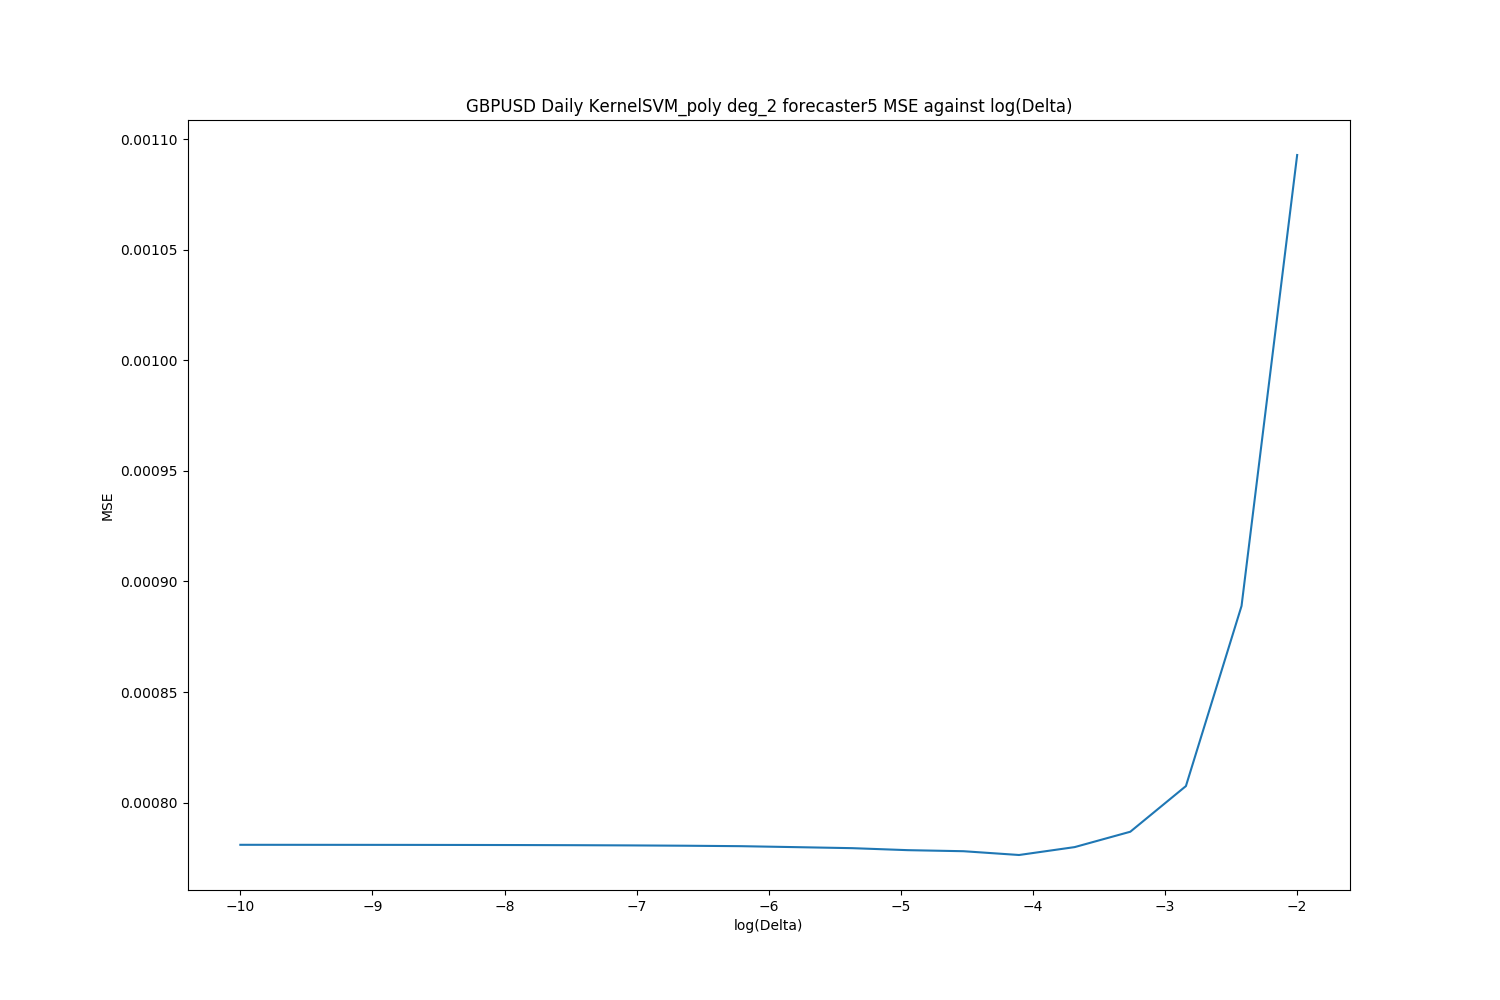 GBPUSD Daily KernelSVM_poly deg_2 forecaster5 MSE against log(Delta)
0.00110
0.00105
0.00100
0.00095
0.00090
0.00085
0.00080
MSE
−10 −9 −8 −7 −6 −5 −4 −3 −2
log(Delta)